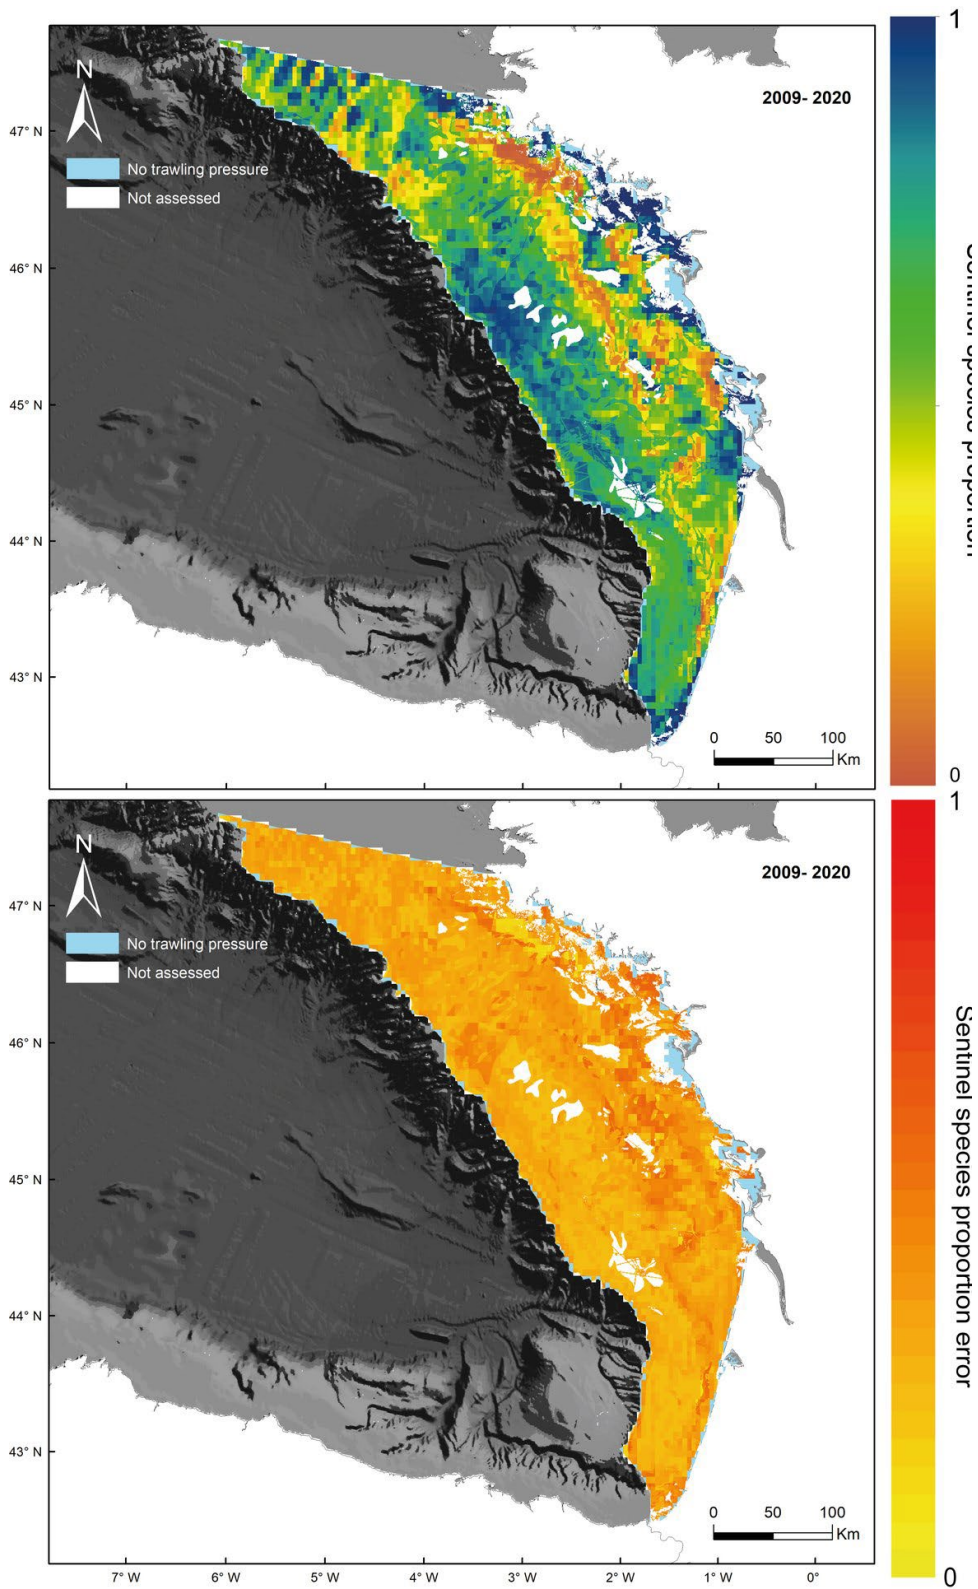 1
N
2009- 2020
47° N
No trawling pressure
Not assessed
46° N
45° N
44° N
43° N
0 50 100
Km
0
1
N
2009- 2020
47° N
No trawling pressure
Not assessed
46° N
Sentinel species proportion error
45° N
44° N
43° N
0 50 100
Km
7° W 6° W 5° W 4° W 3° W 2° W 1° W 0°
0